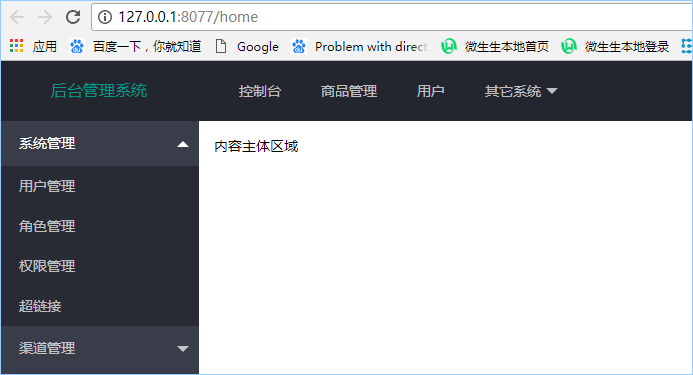 127.0.0.1:8077/home
应用 百度一下，你就知道 Google Problem with direct 微生生本地首页 微生生本地登录
后台管理系统 控制台 商品管理 用户 其它系统
系统管理
内容主体区域
用户管理
角色管理
权限管理
超链接
渠道管理